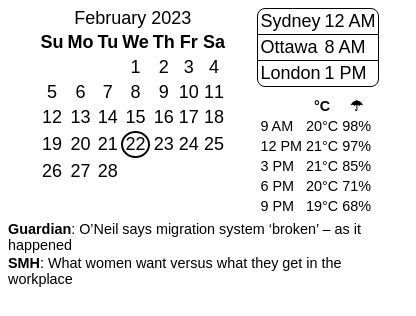 February 2023
Su Mo Tu We Th Fr Sa
1 2 3 4
5 6 7 8 9 10 11
12 13 14 15 16 17 18
19 20 21 22 23 24 25
26 27 28
Sydney 12 AM
Ottawa 8 AM
London 1 PM
°C ☂
9 AM 20°C 98%
12 PM 21°C 97%
3 PM 21°C 85%
6 PM 20°C 71%
9 PM 19°C 68%
Guardian: O’Neil says migration system ‘broken’ – as it
happened
SMH: What women want versus what they get in the
workplace